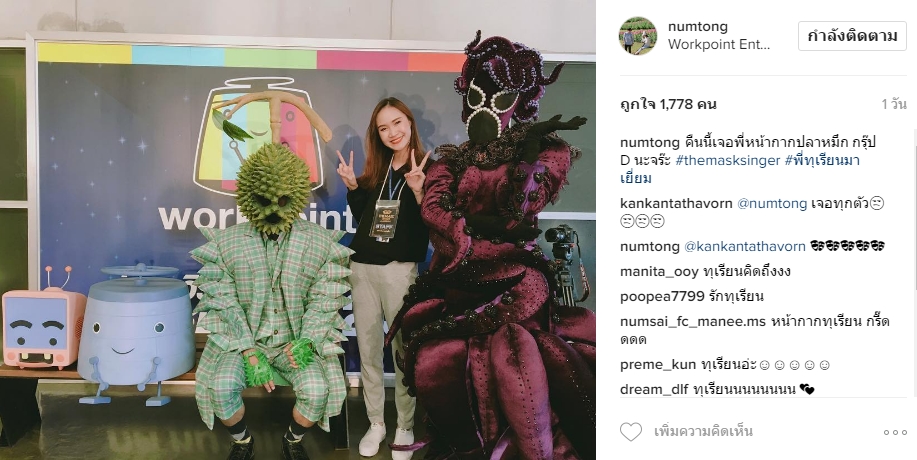 workpoint
STAFF
numtong
Workpoint Ent...
กำลังติดตาม
ถูกใจ 1,778 คน
1 วัน
numtong คืนนี้เจอพี่หน้ากากปลาหมึก กรุ๊ป
D นะจร๊ะ #themasksinger #พี่ทุเรียนมา
เยี่ยม
kankantathavorn @numtong เจอทุกตัว😒
😒😒😒
numtong @kankantathavorn 🎭🎭🎭🎭🎭
manita_ooy ทุเรียนคิดถึงงง
poopea7799 รักทุเรียน
numsai_fc_manee.ms หน้ากากทุเรียน กรี๊ด
ดดด
preme_kun ทุเรียนอ่ะ☺☺☺☺☺
dream_dlf ทุเรียนนนนนนนน 💕
เพิ่มความคิดเห็น